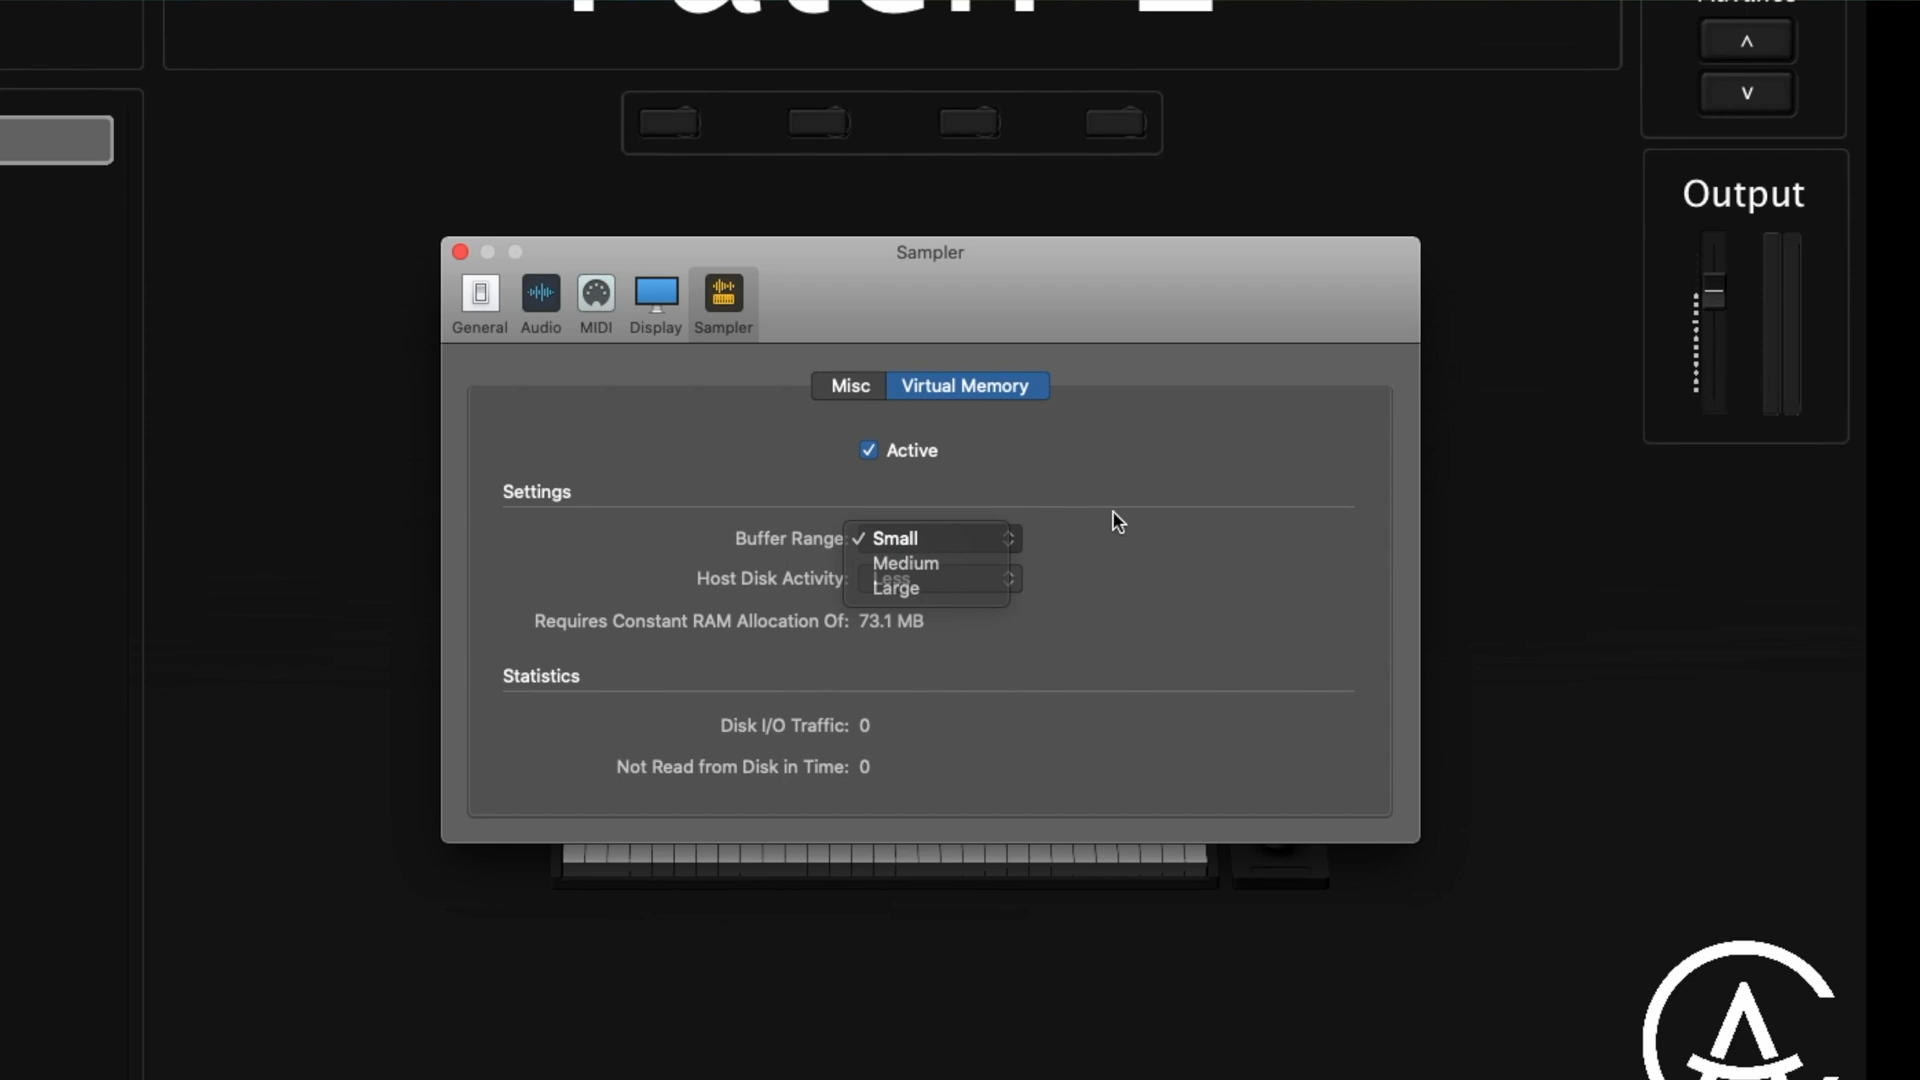 Output
Sampler
General Audio MIDI Display Sampler
Misc Virtual Memory
Active
Settings
Buffer Range: ✓ Small
Medium
Host Disk Activity: Less
Large
Requires Constant RAM Allocation Of: 73.1 MB
Statistics
Disk I/O Traffic: 0
Not Read from Disk in Time: 0